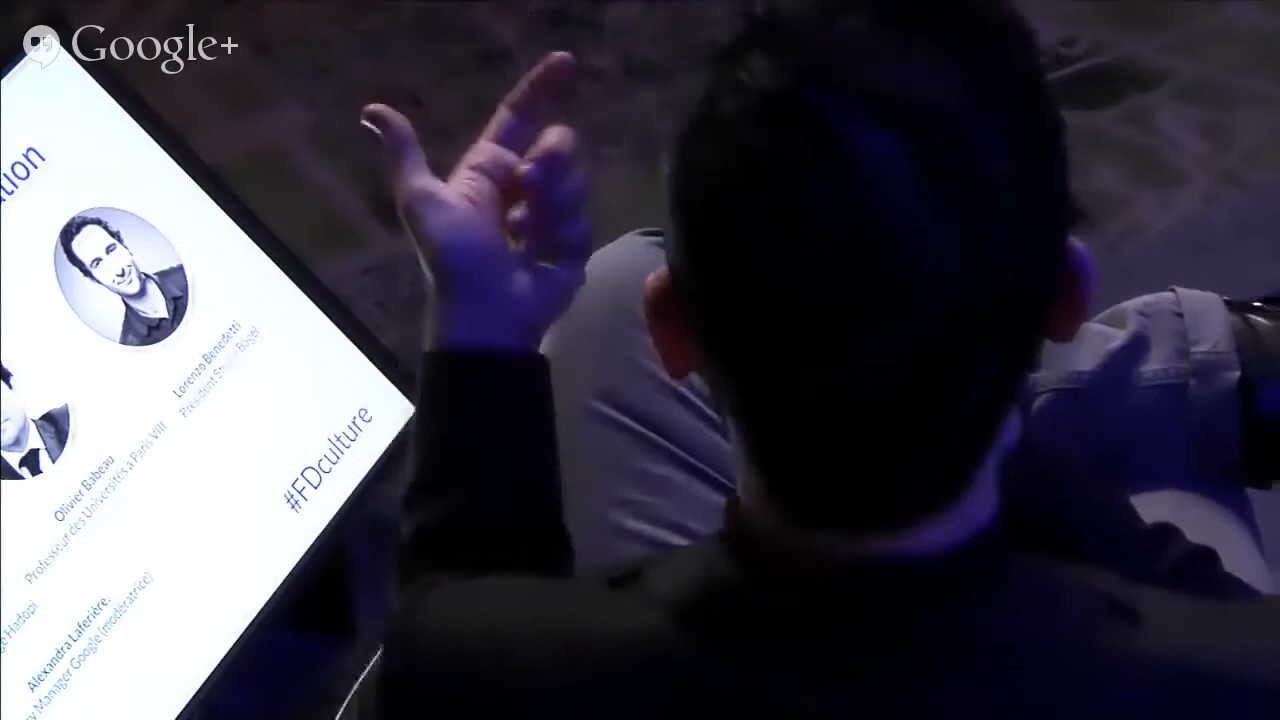 Google+
tion
Lorenzo Benedetti
Président Studio Bagel
Olivier Babeau
Professeur des Universités à Paris VIII
Hadopi
Alexandra Laferrière,
Manager Google (modératrice)
#FDculture